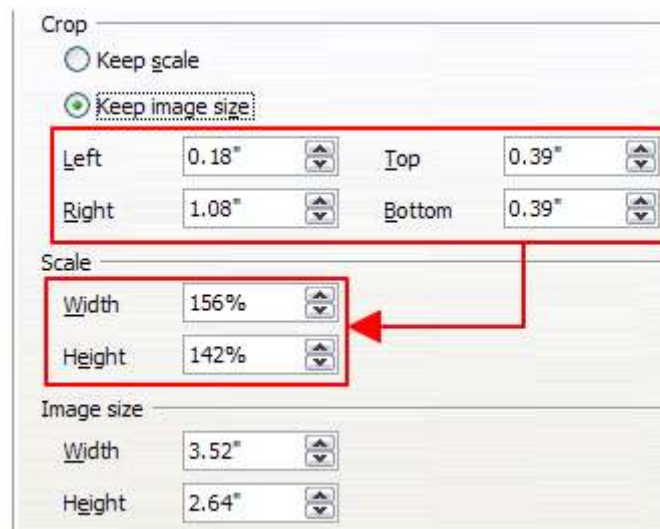 Crop
Keep scale
Keep image size
Left 0.18" Top 0.39"
Right 1.08" Bottom 0.39"
Scale
Width 156%
Height 142%
Image size
Width 3.52"
Height 2.64"